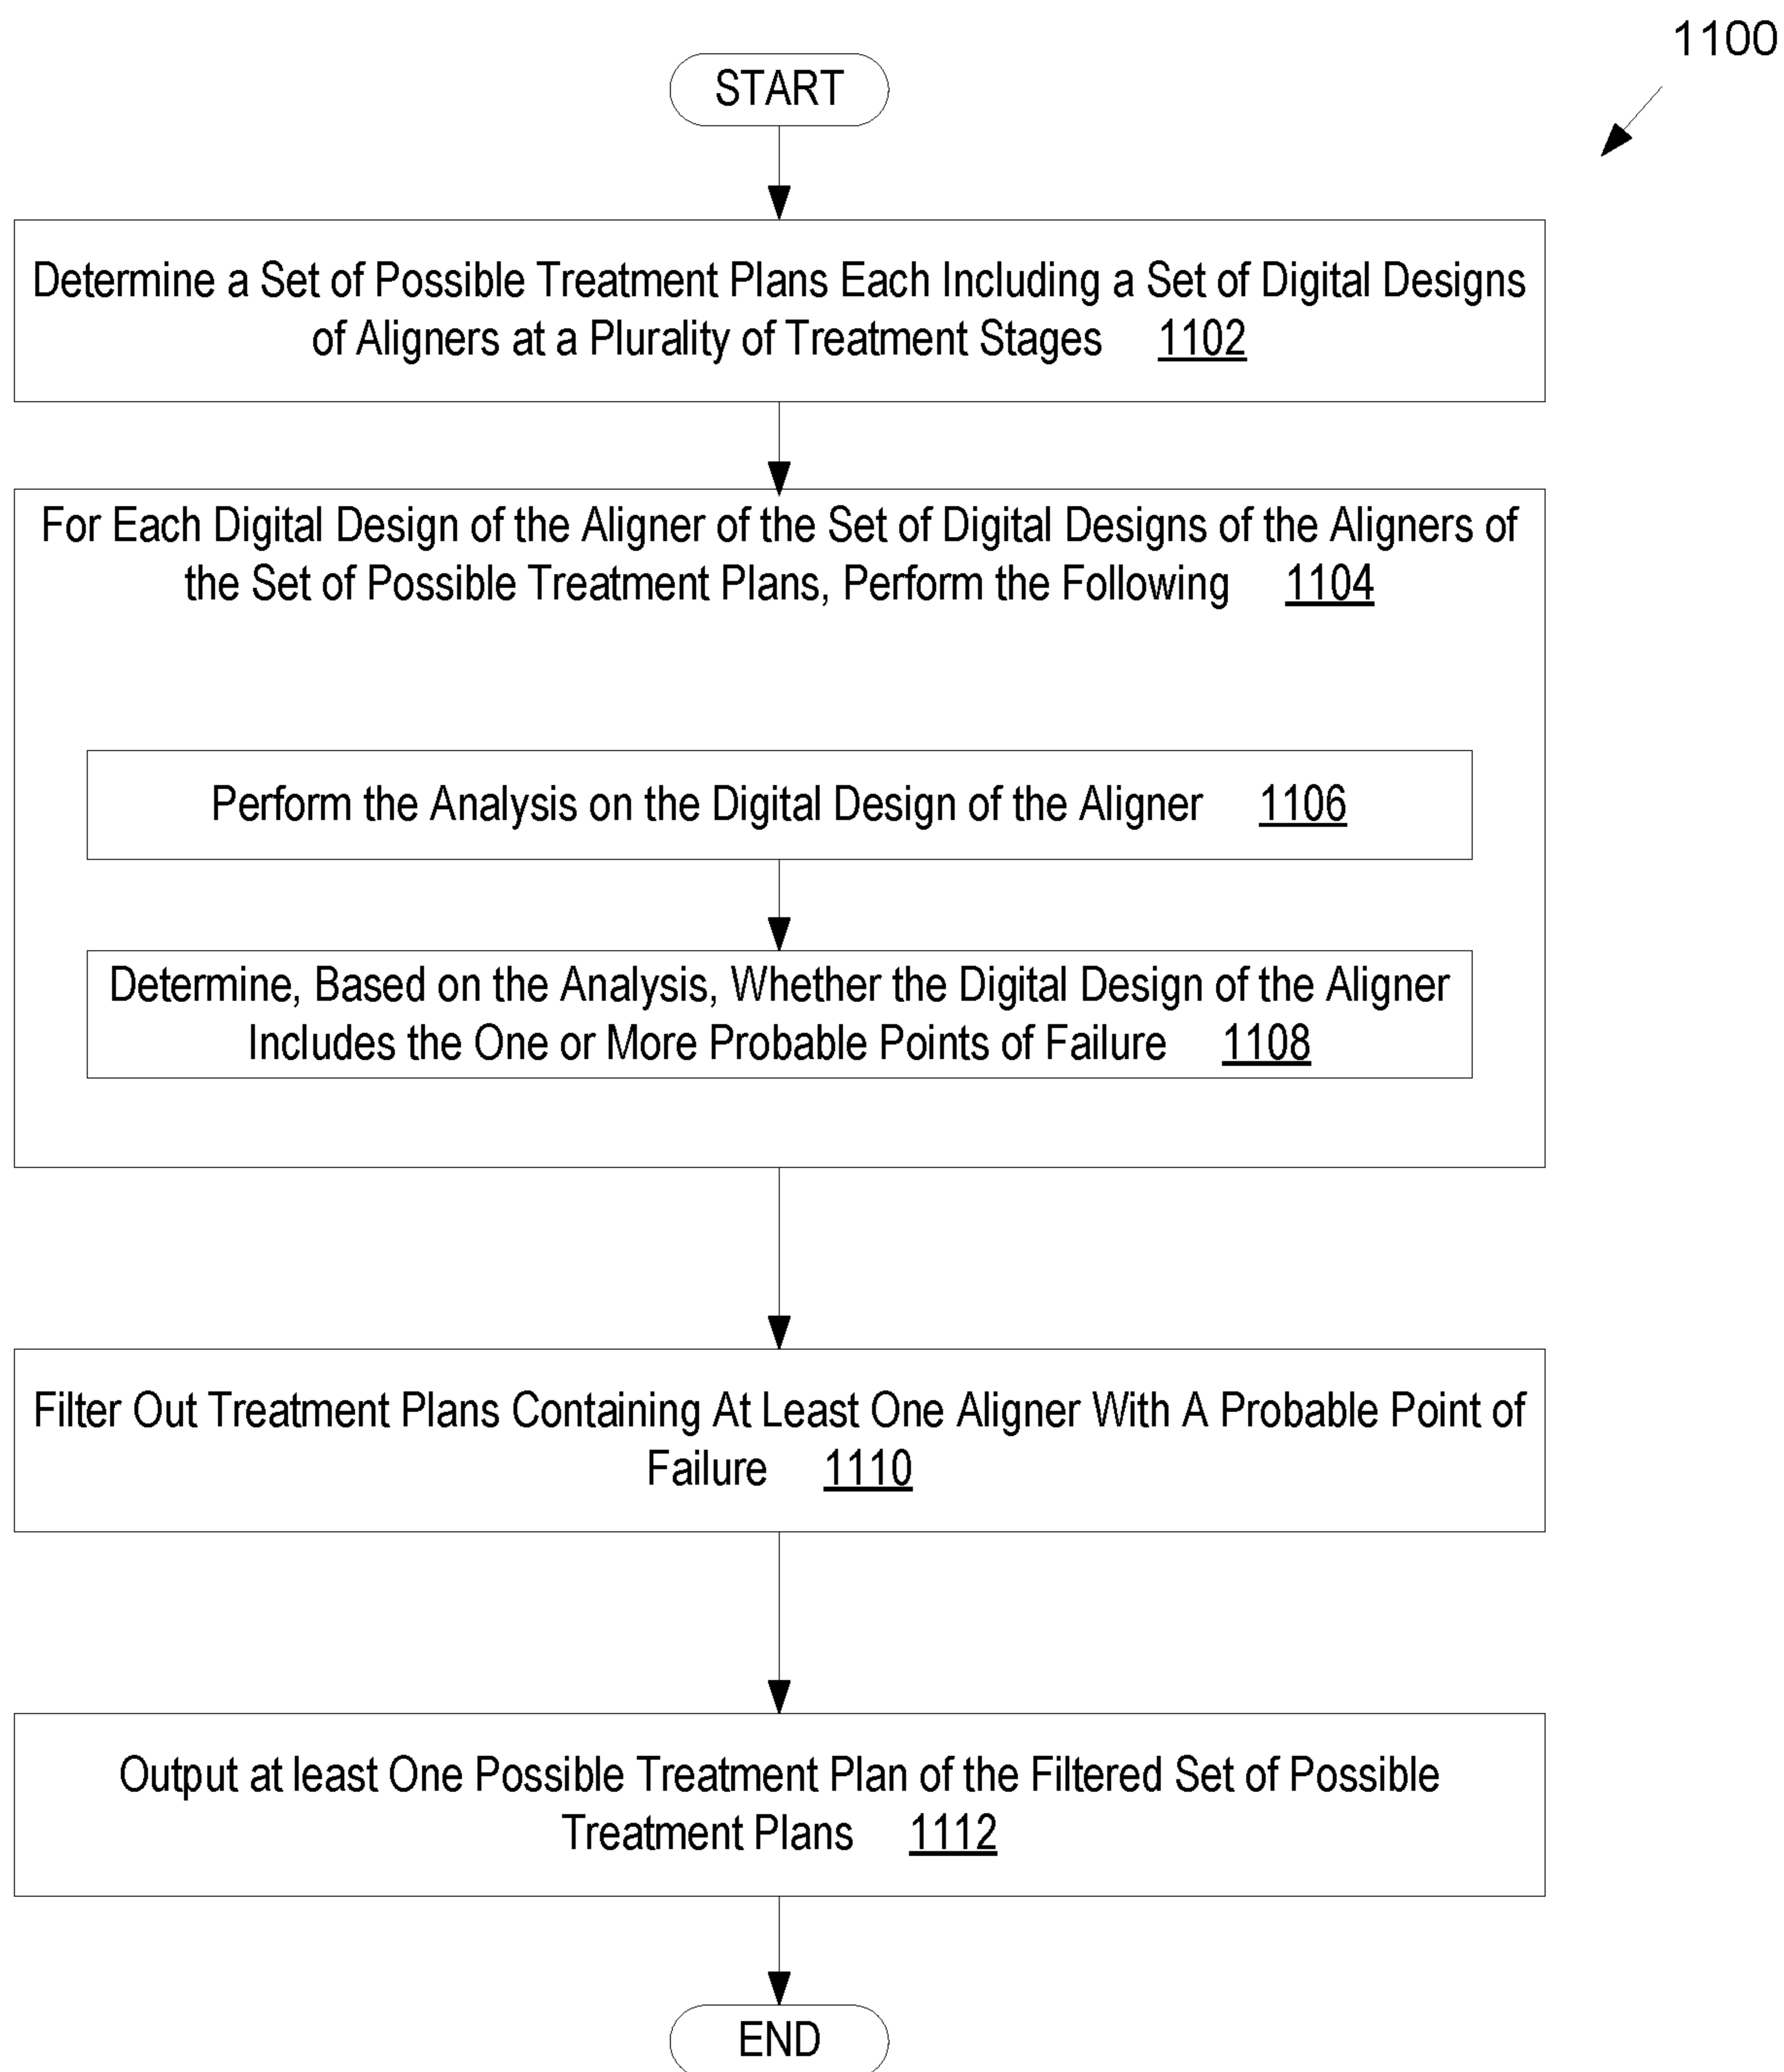 1100
START
Determine a Set of Possible Treatment Plans Each Including a Set of Digital Designs
of Aligners at a Plurality of Treatment Stages 1102
For Each Digital Design of the Aligner of the Set of Digital Designs of the Aligners of
the Set of Possible Treatment Plans, Perform the Following 1104
Perform the Analysis on the Digital Design of the Aligner 1106
Determine, Based on the Analysis, Whether the Digital Design of the Aligner
Includes the One or More Probable Points of Failure 1108
Filter Out Treatment Plans Containing At Least One Aligner With A Probable Point of
Failure 1110
Output at least One Possible Treatment Plan of the Filtered Set of Possible
Treatment Plans 1112
END